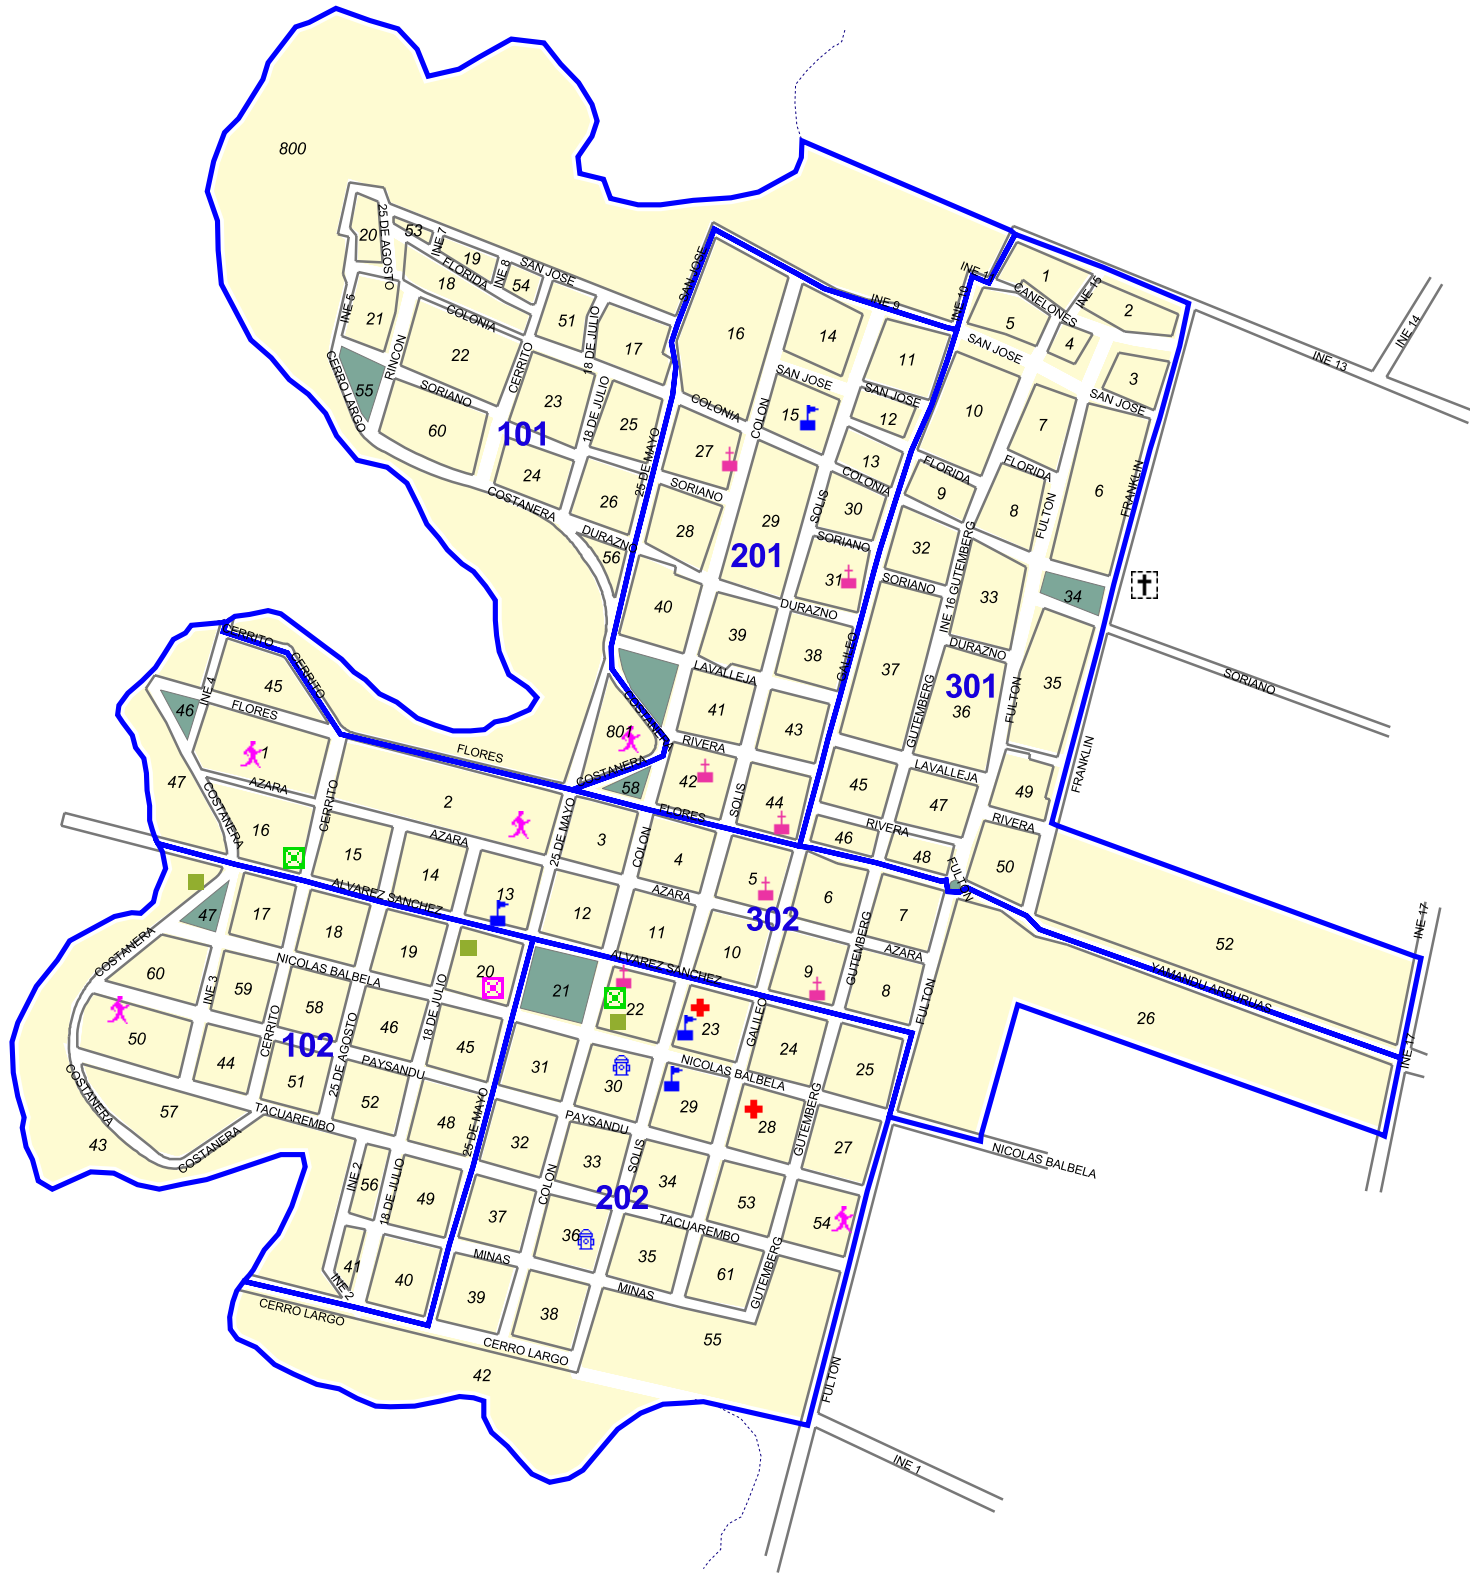 800
20
25 DE AGOSTO
53
INE 7
19
INE 8
54
SAN JOSE
FLORIDA
18
INE 6
21
COLONIA
51
18 DE JULIO
17
RINCON
22
CERRITO
CERRO LARGO
55
SORIANO
23
18 DE JULIO
25
60
101
24
26
COSTANERA
DURAZNO
56
25 DE MAYO
SAN JOSE
16
14
INE 9
11
SAN JOSE
COLONIA
COLON
15
SAN JOSE
12
27
13
COLONIA
SORIANO
28
29
SOLIS
30
201
SORIANO
31
40
DURAZNO
39
38
GALILEO
LAVALLEJA
41
43
COSTANERA
801
RIVERA
42
SOLIS
44
COSTANERA
58
FLORES
INE 10
1
CANELONES
INE 15
2
5
4
SAN JOSE
3
SAN JOSE
10
7
FLORIDA
FLORIDA
9
8
FULTON
6
FRANKLIN
32
INE 16
GUTEMBERG
SORIANO
33
34
37
DURAZNO
301
36
35
GUTEMBERG
FULTON
FRANKLIN
45
LAVALLEJA
47
49
RIVERA
RIVERA
46
48
50
FULTON
INE 13
INE 14
SORIANO
CERRITO
CERRITO
45
INE 4
46
FLORES
1
FLORES
47
AZARA
CERRITO
2
COSTANERA
16
15
AZARA
14
13
25 DE MAYO
3
COLON
4
5
AZARA
6
7
12
11
302
10
GUTEMBERG
AZARA
9
8
FULTON
ALVAREZ SANCHEZ
ALVAREZ SANCHEZ
52
INE 17
YAMANDU ARRUPUAS
26
INE 17
47
17
18
COSTANERA
19
20
60
NICOLAS BALBELA
INE 3
59
58
18 DE JULIO
50
CERRITO
46
45
102
44
51
25 DE AGOSTO
PAYSANDU
COSTANERA
57
52
TACUAREMBO
48
25 DE MAYO
43
COSTANERA
INE 2
56
18 DE JULIO
49
41
INE 2
40
CERRO LARGO
21
22
23
GALILEO
24
25
31
30
NICOLAS BALBELA
29
28
GUTEMBERG
27
NICOLAS BALBELA
32
PAYSANDU
33
SOLIS
34
COLON
202
53
54
37
36
TACUAREMBO
35
61
GUTEMBERG
MINAS
MINAS
39
38
CERRO LARGO
55
42
FULTON
INE 1